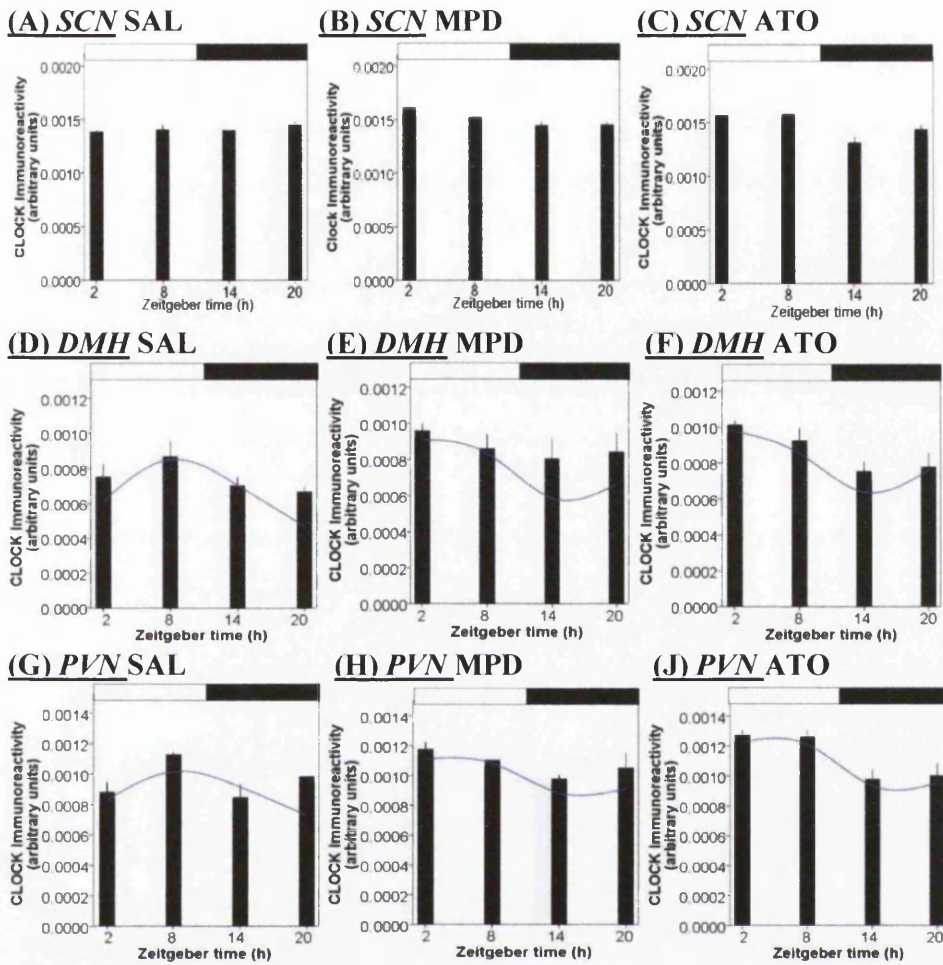 (A) SCN SAL
(B) SCN MPD
(C) SCN ATO
CLOCK Immunoreactivity
(arbitrary units)
0.0020
0.0015
0.0010
0.0005
0.0000
2 8 14 20
Zeitgeber time (h)
Clock Immunoreactivity
(arbitrary units)
0.0020
0.0015
0.0010
0.0005
0.0000
2 8 14 20
Zeitgeber time (h)
CLOCK Immunoreactivity
(arbitrary units)
0.0020
0.0015
0.0010
0.0005
0.0000
2 8 14 20
Zeitgeber time (h)
(D) DMH SAL
(E) DMH MPD
(F) DMH ATO
CLOCK Immunoreactivity
(arbitrary units)
0.0012
0.0010
0.0008
0.0006
0.0004
0.0002
0.0000
2 8 14 20
Zeitgeber time (h)
CLOCK Immunoreactivity
(arbitrary units)
0.0012
0.0010
0.0008
0.0006
0.0004
0.0002
0.0000
2 8 14 20
Zeitgeber time (h)
CLOCK Immunoreactivity
(arbitrary units)
0.0012
0.0010
0.0008
0.0006
0.0004
0.0002
0.0000
2 8 14 20
Zeitgeber time (h)
(G) PVN SAL
(H) PVN MPD
(J) PVN ATO
CLOCK Immunoreactivity
(arbitrary units)
0.0014
0.0012
0.0010
0.0008
0.0006
0.0004
0.0002
0.0000
2 8 14 20
Zeitgeber time (h)
CLOCK Immunoreactivity
(arbitrary units)
0.0014
0.0012
0.0010
0.0008
0.0006
0.0004
0.0002
0.0000
2 8 14 20
Zeitgeber time (h)
CLOCK Immunoreactivity
(arbitrary units)
0.0014
0.0012
0.0010
0.0008
0.0006
0.0004
0.0002
0.0000
2 8 14 20
Zeitgeber time (h)